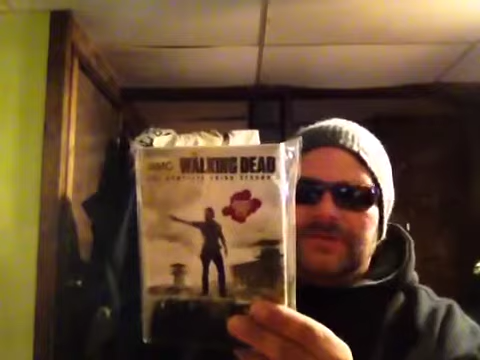 AMC
THE WALKING DEAD
THE COMPLETE THIRD SEASON